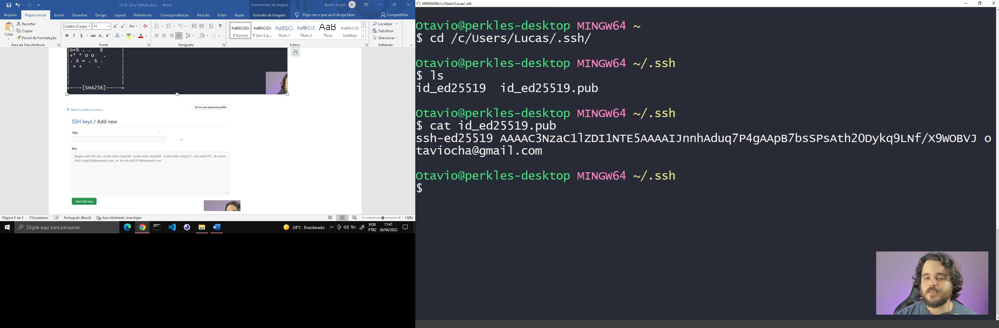 S.F.D. Git e GitHub.docx - Word
Ferramentas de Imagem
Bruno Souza BS
Arquivo Página Inicial Inserir Desenhar Design Layout Referências Correspondências Revisão Exibir Ajuda Formato de Imagem Diga-me o que você deseja fazer Compartilhar
Colar
Recortar
Copiar
Pincel de Formatação
Área de Transferência
Calibri (Corpo) 11
N I S abc x₂ x²
Fonte
Parágrafo
AaBbCcDc AaBbCcDc AaBbCc AaBbCcE AaB AaBbCcD
¶ Normal ¶ Sem Esp... Título 1 Título 2 Título Subtítulo
Estilos
Localizar
Substituir
Selecionar
Editando
|o+% . .   E      |
|+* * o o   .     |
|. X = . S .      |
| + +     .       |
+----[SHA256]-----+
Switch to another account
Go to your personal profile
SSH keys / Add new
Title
Key
Begins with 'ssh-rsa', 'ecdsa-sha2-nistp256', 'ecdsa-sha2-nistp384', 'ecdsa-sha2-nistp521', 'ssh-ed25519', 'sk-ecdsa-
sha2-nistp256@openssh.com', or 'sk-ssh-ed25519@openssh.com'
Add SSH key
Página 5 de 5 716 palavras Português (Brasil) Acessibilidade: investigar 130%
Digite aqui para pesquisar
24°C Ensolarado
POR
PTB2
11:41
26/04/2022
MINGW64:/c/Users/Lucas/.ssh
Otavio@perkles-desktop MINGW64 ~
$ cd /c/Users/Lucas/.ssh/
Otavio@perkles-desktop MINGW64 ~/.ssh
$ ls
id_ed25519  id_ed25519.pub
Otavio@perkles-desktop MINGW64 ~/.ssh
$ cat id_ed25519.pub
ssh-ed25519 AAAAC3NzaC1lZDI1NTE5AAAAIJnnhAduq7P4gAApB7bsSPsAth2ODykq9LNf/X9WOBVJ o
taviocha@gmail.com
Otavio@perkles-desktop MINGW64 ~/.ssh
$